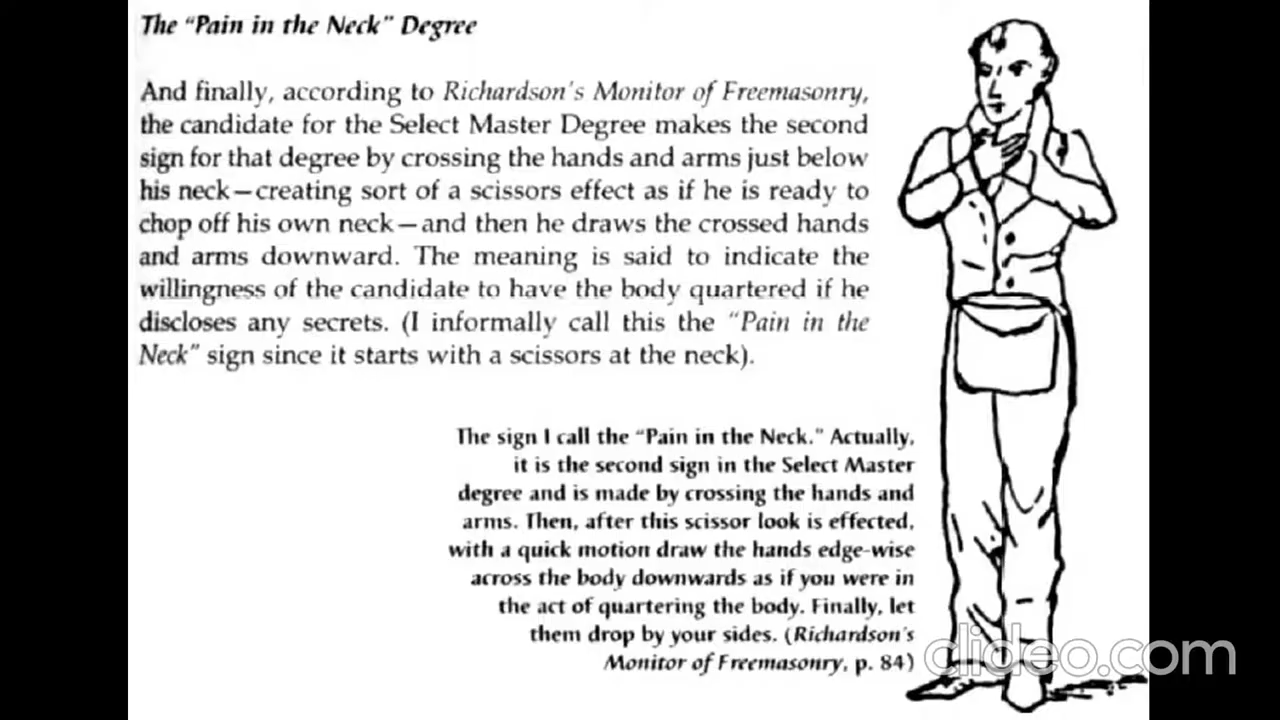 The "Pain in the Neck" Degree
And finally, according to Richardson's Monitor of Freemasonry,
the candidate for the Select Master Degree makes the second
sign for that degree by crossing the hands and arms just below
his neck—creating sort of a scissors effect as if he is ready to
chop off his own neck—and then he draws the crossed hands
and arms downward. The meaning is said to indicate the
willingness of the candidate to have the body quartered if he
discloses any secrets. (I informally call this the "Pain in the
Neck" sign since it starts with a scissors at the neck).
The sign I call the "Pain in the Neck." Actually,
it is the second sign in the Select Master
degree and is made by crossing the hands and
arms. Then, after this scissor look is effected,
with a quick motion draw the hands edge-wise
across the body downwards as if you were in
the act of quartering the body. Finally, let
them drop by your sides. (Richardson's
Monitor of Freemasonry, p. 84)
clideo.com